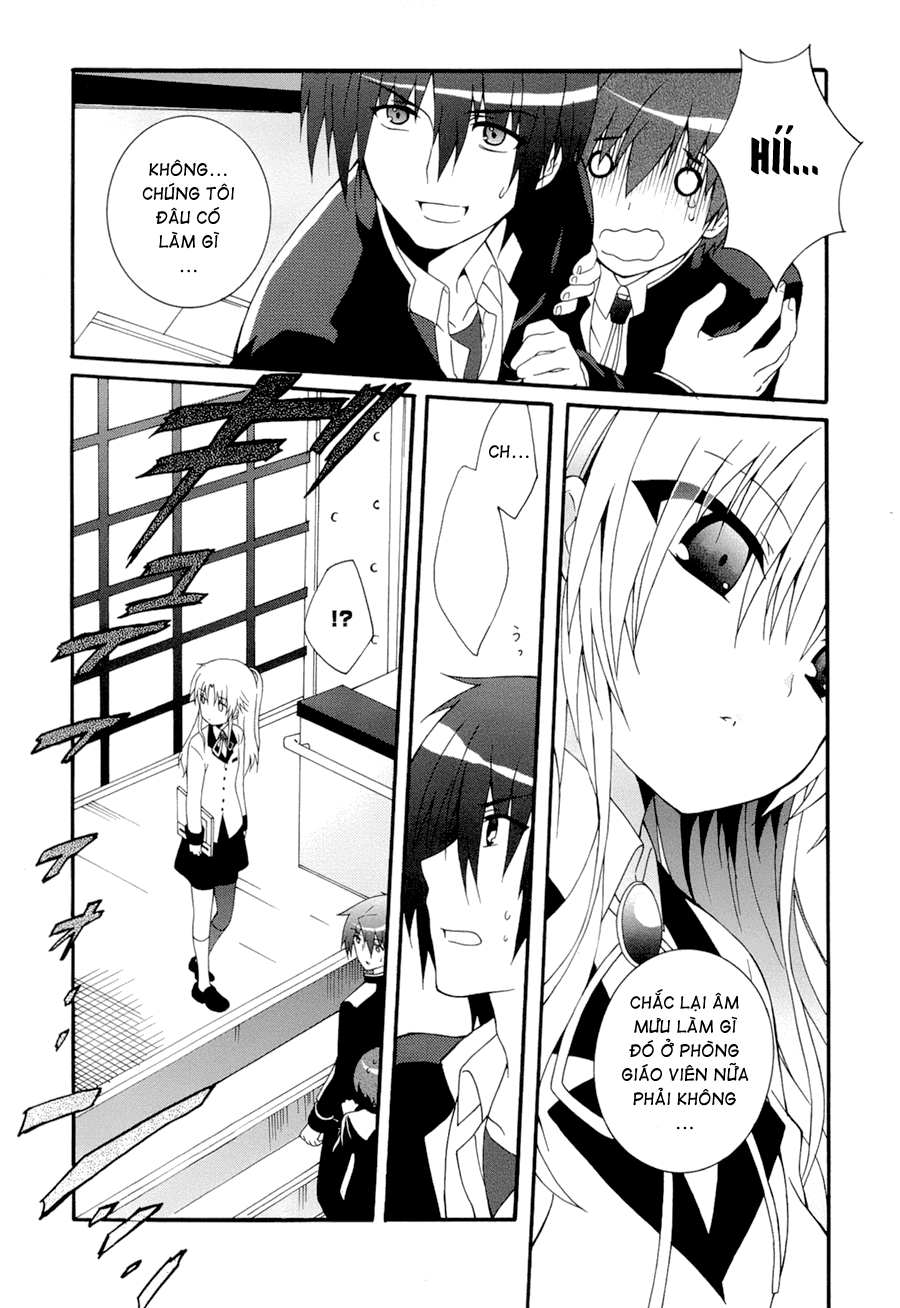 HÍÍ...
KHÔNG...
CHÚNG TÔI
ĐÂU CÓ
LÀM GÌ
...
CHẮC LẠI ÂM
MƯU LÀM GÌ
ĐÓ Ở PHÒNG
GIÁO VIÊN NỮA
PHẢI KHÔNG
...
CH...
!?